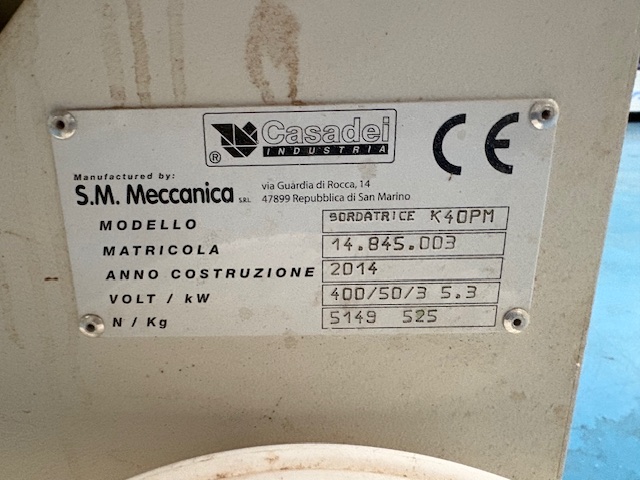 Casadei
INDUSTRIA
®
CE
Manufactured by:
S.M. Meccanica S.R.L. via Guardia di Rocca, 14
47899 Repubblica di San Marino
MODELLO BORDATRICE K40PM
MATRICOLA 14.845.003
ANNO COSTRUZIONE 2014
VOLT / kW 400/50/3 5.3
N / Kg 5149 525